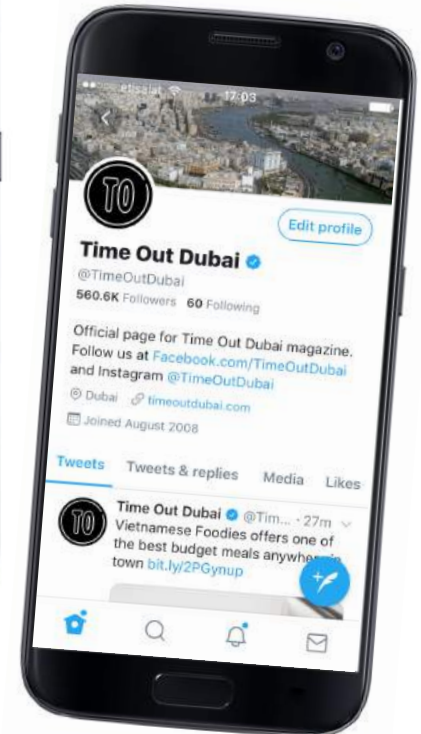 etisalat 17:03
TO
Edit profile
Time Out Dubai
@TimeOutDubai
560.6K Followers 60 Following
Official page for Time Out Dubai magazine.
Follow us at Facebook.com/TimeOutDubai
and Instagram @TimeOutDubai
Dubai timeoutdubai.com
Joined August 2008
Tweets Tweets & replies Media Likes
TO
Time Out Dubai @Tim... · 27m
Vietnamese Foodies offers one of
the best budget meals anywhere in
town bit.ly/2PGynup